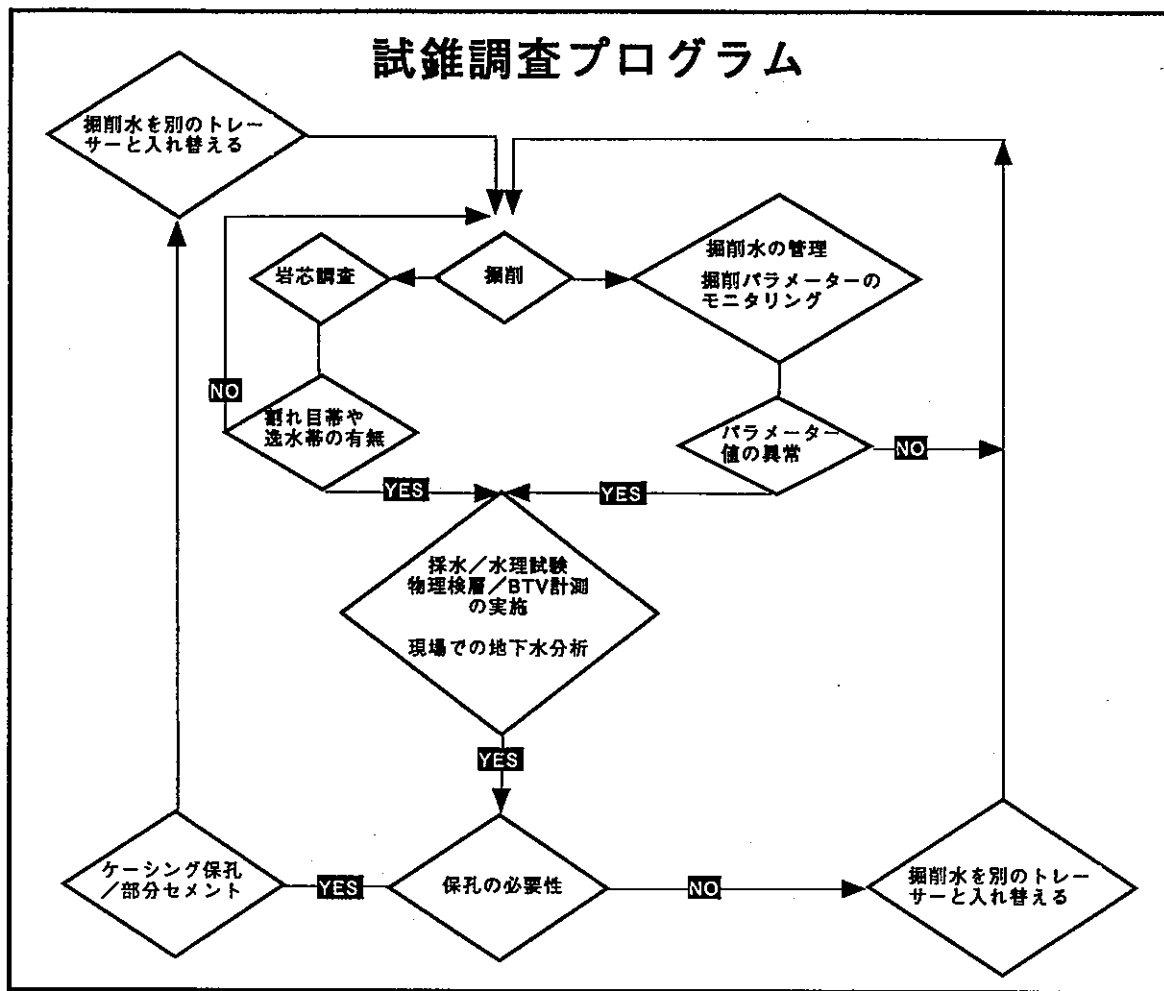 試錐調査プログラム
掘削水を別のトレー
サーと入れ替える
掘削水の管理
掘削パラメーターの
モニタリング
岩芯調査
掘削
NO
割れ目帯や
逸水帯の有無
パラメーター
値の異常
NO
YES
YES
採水／水理試験
物理検層／BTV計測
の実施
現場での地下水分析
YES
ケーシング保孔
／部分セメント
YES
保孔の必要性
NO
掘削水を別のトレー
サーと入れ替える